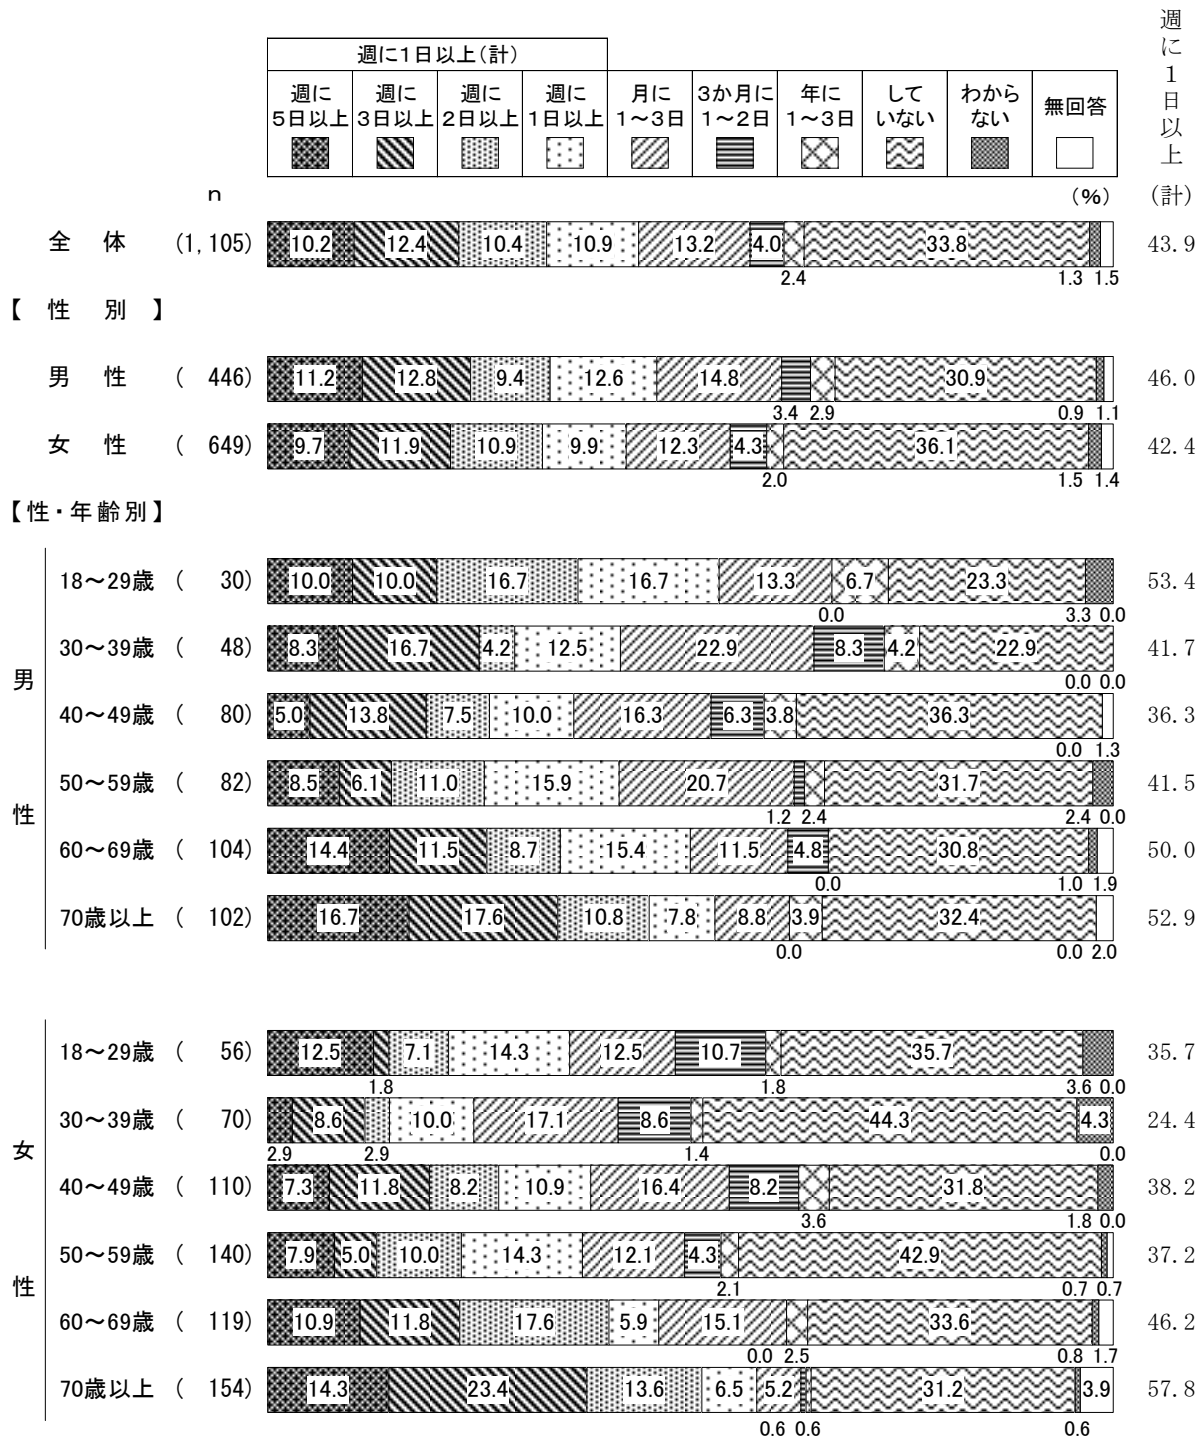 週に1日以上(計)
週に1日以上(計)
週に5日以上 週に3日以上 週に2日以上 週に1日以上 月に1～3日 3か月に1～2日 年に1～3日 していない わからない 無回答
n (%)
全体 (1,105) 10.2 12.4 10.4 10.9 13.2 4.0 33.8 43.9
2.4 1.3 1.5
【性別】
男性 (446) 11.2 12.8 9.4 12.6 14.8 30.9 46.0
3.4 2.9 0.9 1.1
女性 (649) 9.7 11.9 10.9 9.9 12.3 4.3 36.1 42.4
2.0 1.5 1.4
【性・年齢別】
男性
18～29歳 (30) 10.0 10.0 16.7 16.7 13.3 6.7 23.3 53.4
0.0 3.3 0.0
30～39歳 (48) 8.3 16.7 4.2 12.5 22.9 8.3 4.2 22.9 41.7
0.0 0.0
40～49歳 (80) 5.0 13.8 7.5 10.0 16.3 6.3 3.8 36.3 36.3
0.0 1.3
50～59歳 (82) 8.5 6.1 11.0 15.9 20.7 31.7 41.5
1.2 2.4 2.4 0.0
60～69歳 (104) 14.4 11.5 8.7 15.4 11.5 4.8 30.8 50.0
0.0 1.0 1.9
70歳以上 (102) 16.7 17.6 10.8 7.8 8.8 3.9 32.4 52.9
0.0 0.0 2.0
女性
18～29歳 (56) 12.5 7.1 14.3 12.5 10.7 35.7 35.7
1.8 1.8 3.6 0.0
30～39歳 (70) 8.6 10.0 17.1 8.6 44.3 4.3 24.4
2.9 2.9 1.4 0.0
40～49歳 (110) 7.3 11.8 8.2 10.9 16.4 8.2 31.8 38.2
3.6 1.8 0.0
50～59歳 (140) 7.9 5.0 10.0 14.3 12.1 4.3 42.9 37.2
2.1 0.7 0.7
60～69歳 (119) 10.9 11.8 17.6 5.9 15.1 33.6 46.2
0.0 2.5 0.8 1.7
70歳以上 (154) 14.3 23.4 13.6 6.5 5.2 31.2 3.9 57.8
0.6 0.6 0.6